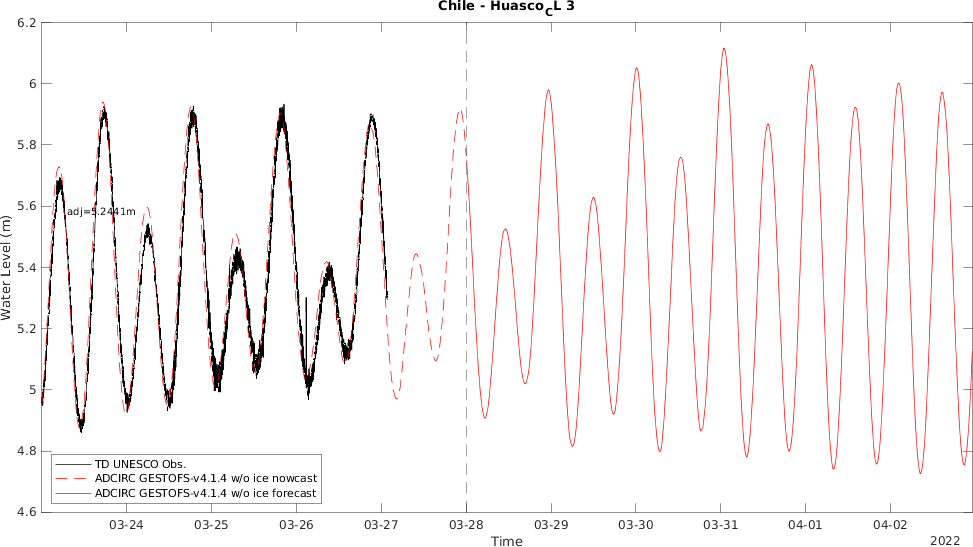 Chile - Huasco_CL 3
6.2
6
5.8
5.6
5.4
5.2
5
4.8
4.6
Water Level (m)
adj=5.2441m
TD UNESCO Obs.
ADCIRC GESTOFS-v4.1.4 w/o ice nowcast
ADCIRC GESTOFS-v4.1.4 w/o ice forecast
03-24 03-25 03-26 03-27 03-28 03-29 03-30 03-31 04-01 04-02
Time
2022